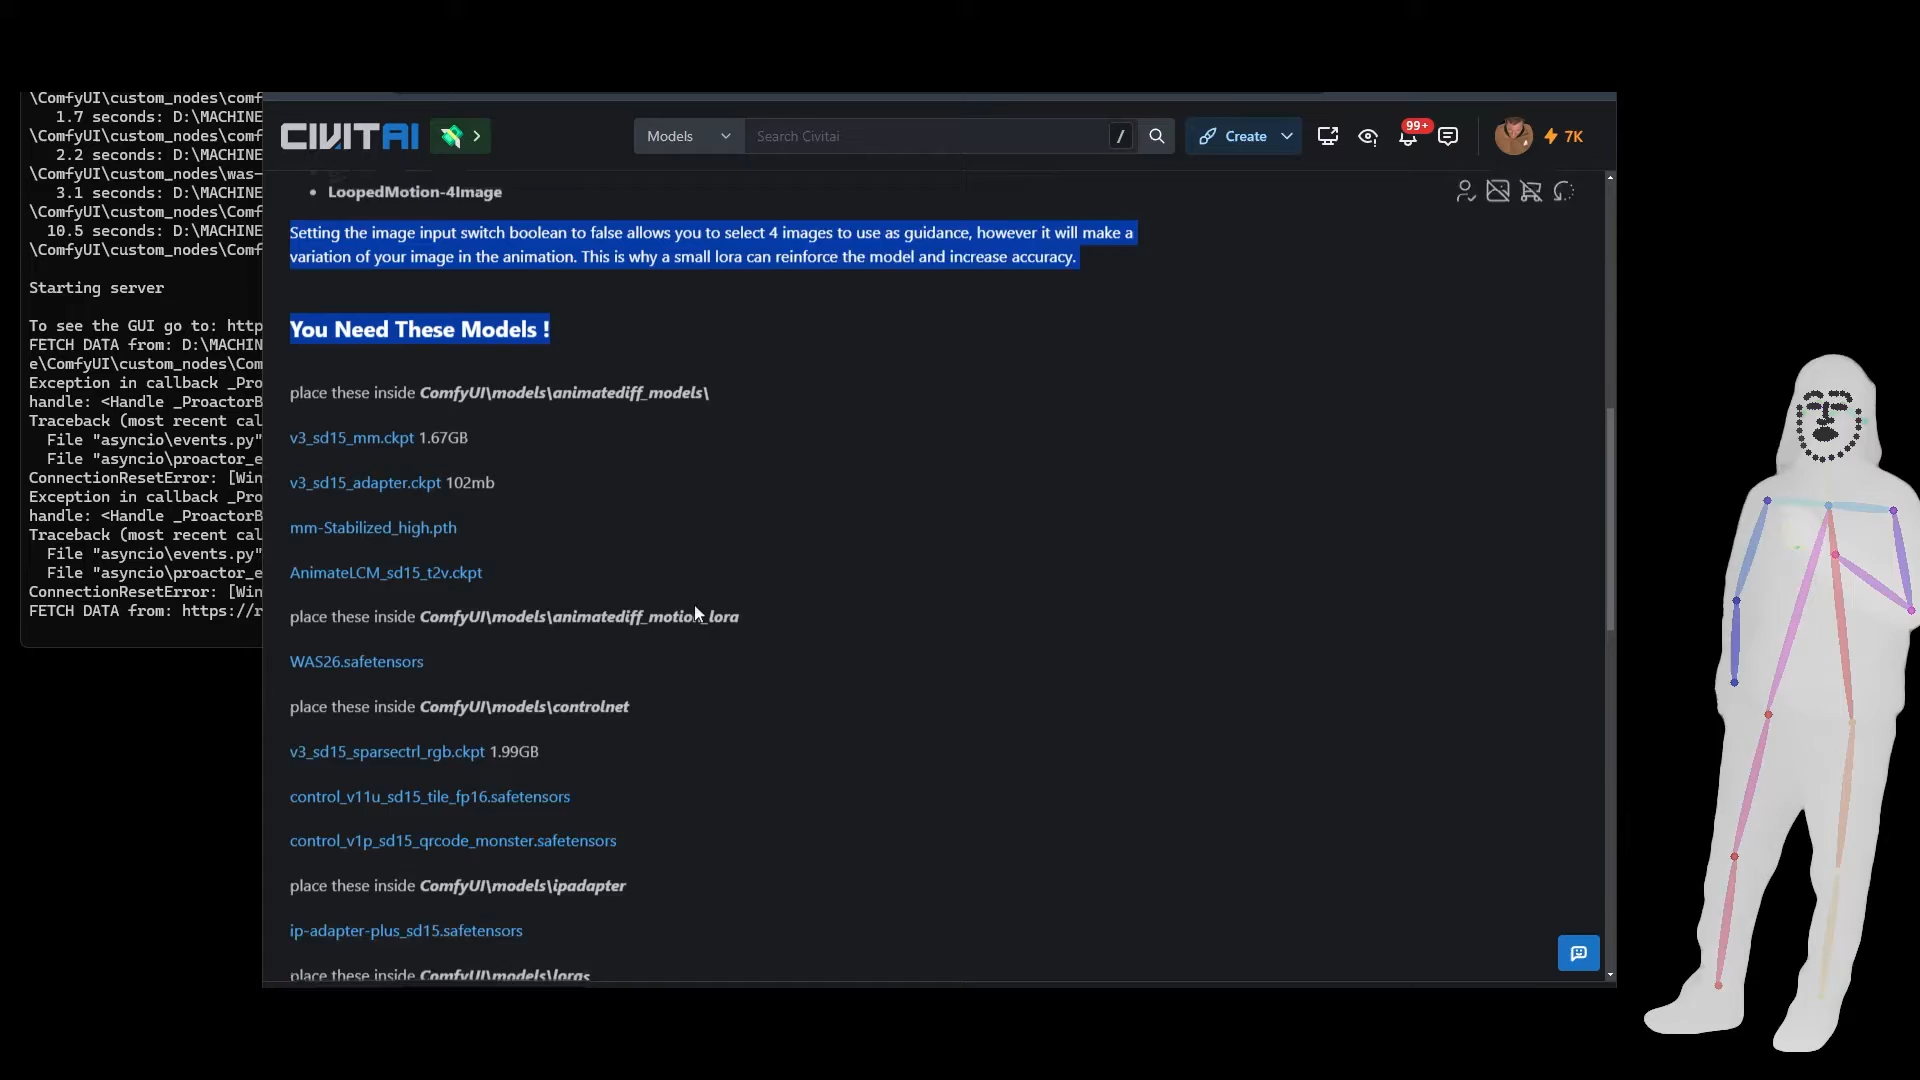 \ComfyUI\custom_nodes\comf
1.7 seconds: D:\MACHINE
\ComfyUI\custom_nodes\comf
2.2 seconds: D:\MACHINE
\ComfyUI\custom_nodes\was-
3.1 seconds: D:\MACHINE
\ComfyUI\custom_nodes\Comf
10.5 seconds: D:\MACHINE
\ComfyUI\custom_nodes\Comf
Starting server
To see the GUI go to: http
FETCH DATA from: D:\MACHIN
e\ComfyUI\custom_nodes\Com
Exception in callback _Pro
handle: <Handle _ProactorB
Traceback (most recent cal
File "asyncio\events.py"
File "asyncio\proactor_e
ConnectionResetError: [Win
Exception in callback _Pro
handle: <Handle _ProactorB
Traceback (most recent cal
File "asyncio\events.py"
File "asyncio\proactor_e
ConnectionResetError: [Win
FETCH DATA from: https://r
CIVITAI
Models
Search Civitai
/
Create
99+
7K
• LoopedMotion-4Image
Setting the image input switch boolean to false allows you to select 4 images to use as guidance, however it will make a
variation of your image in the animation. This is why a small lora can reinforce the model and increase accuracy.
You Need These Models !
place these inside ComfyUI\models\animatediff_models\
v3_sd15_mm.ckpt 1.67GB
v3_sd15_adapter.ckpt 102mb
mm-Stabilized_high.pth
AnimateLCM_sd15_t2v.ckpt
place these inside ComfyUI\models\animatediff_motion_lora
WAS26.safetensors
place these inside ComfyUI\models\controlnet
v3_sd15_sparsectrl_rgb.ckpt 1.99GB
control_v11u_sd15_tile_fp16.safetensors
control_v1p_sd15_qrcode_monster.safetensors
place these inside ComfyUI\models\ipadapter
ip-adapter-plus_sd15.safetensors
place these inside ComfyUI\models\loras